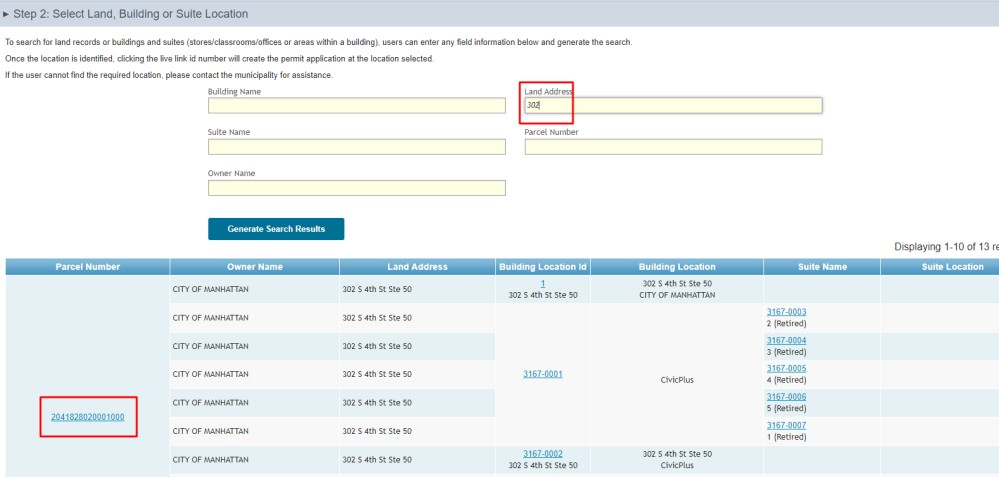 ► Step 2: Select Land, Building or Suite Location
To search for land records or buildings and suites (stores/classrooms/offices or areas within a building), users can enter any field information below and generate the search.
Once the location is identified, clicking the live link id number will create the permit application at the location selected.
If the user cannot find the required location, please contact the municipality for assistance.
Building Name Land Address
302
Suite Name Parcel Number
Owner Name
Generate Search Results
Displaying 1-10 of 13 re
Parcel Number Owner Name Land Address Building Location Id Building Location Suite Name Suite Location
CITY OF MANHATTAN 302 S 4th St Ste 50 1 302 S 4th St Ste 50
302 S 4th St Ste 50 CITY OF MANHATTAN
CITY OF MANHATTAN 302 S 4th St Ste 50 3167-0003
2 (Retired)
CITY OF MANHATTAN 302 S 4th St Ste 50 3167-0004
3 (Retired)
CITY OF MANHATTAN 302 S 4th St Ste 50 3167-0001 CivicPlus 3167-0005
4 (Retired)
CITY OF MANHATTAN 302 S 4th St Ste 50 3167-0006
5 (Retired)
2041828020001000
CITY OF MANHATTAN 302 S 4th St Ste 50 3167-0007
1 (Retired)
CITY OF MANHATTAN 302 S 4th St Ste 50 3167-0002 302 S 4th St Ste 50
302 S 4th St Ste 50 CivicPlus